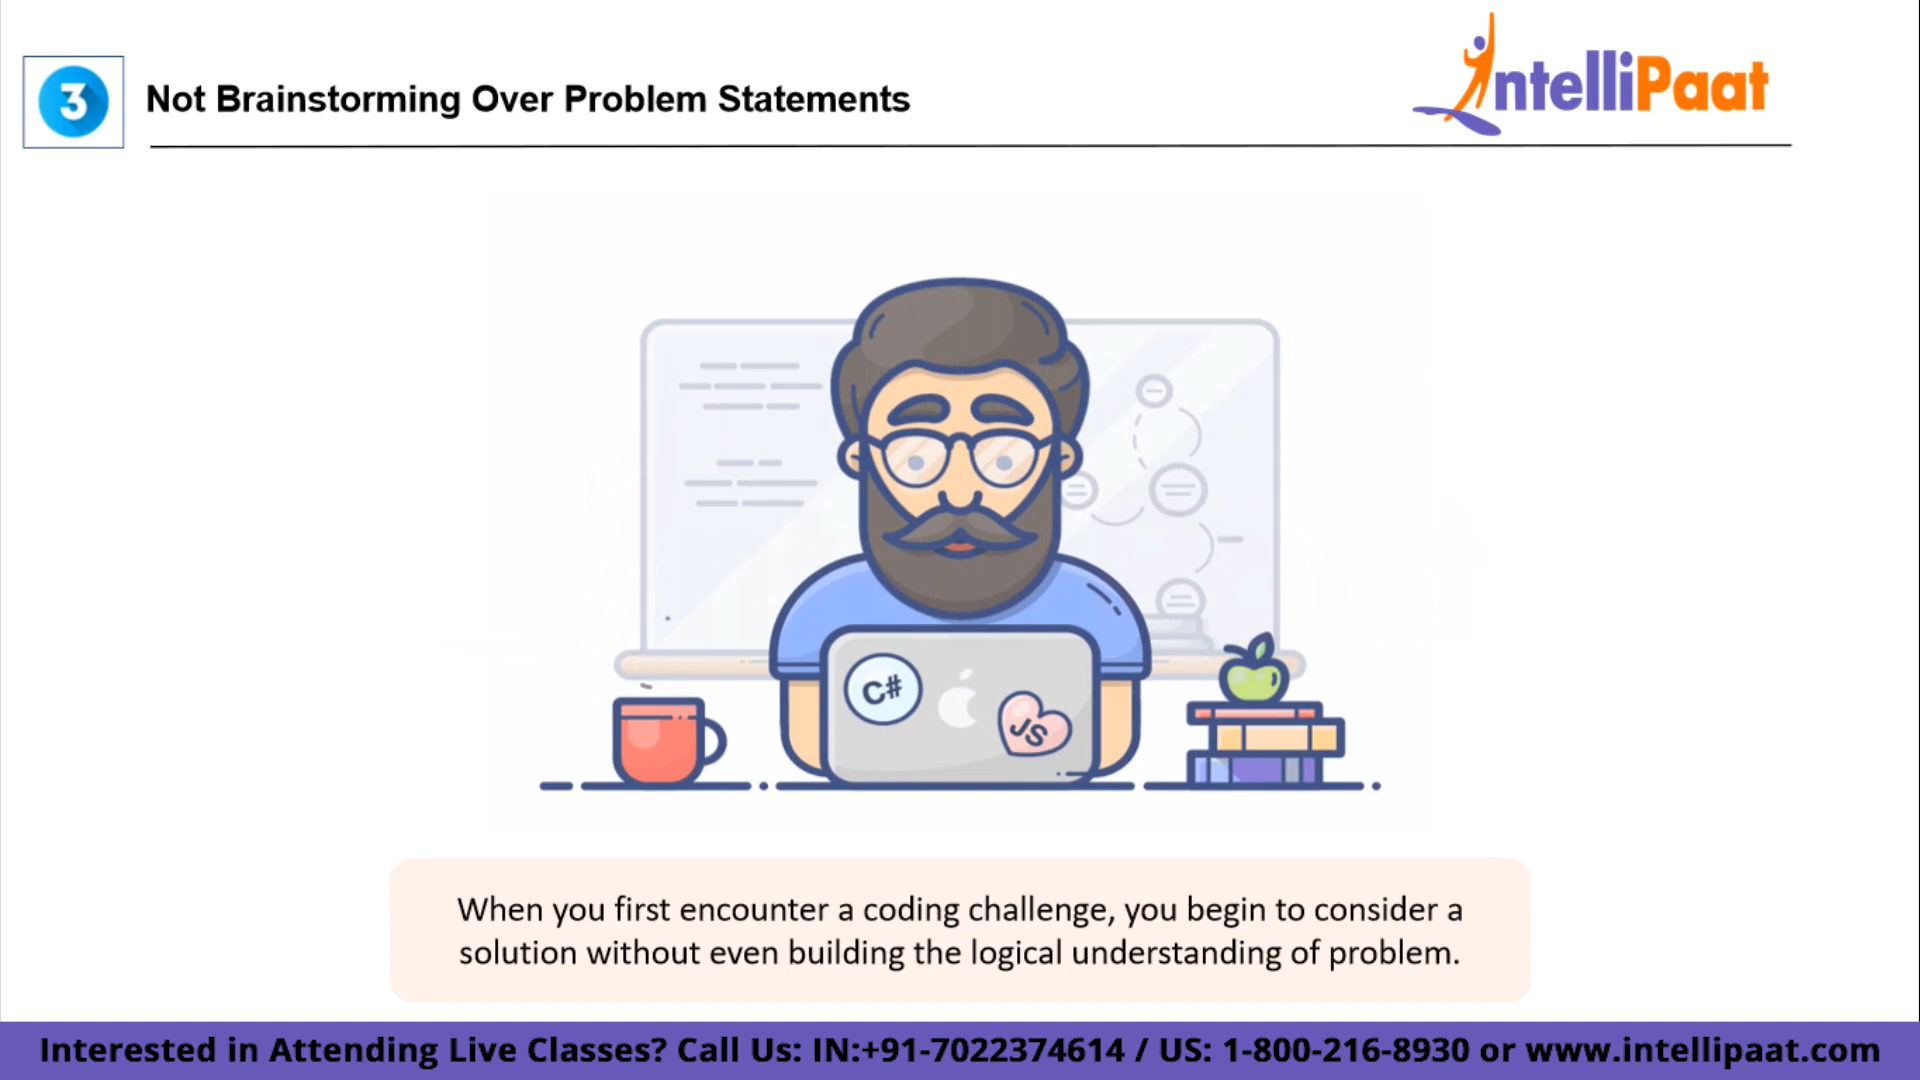 3
Not Brainstorming Over Problem Statements
IntelliPaat
C#
JS
When you first encounter a coding challenge, you begin to consider a
solution without even building the logical understanding of problem.
Interested in Attending Live Classes? Call Us: IN:+91-7022374614 / US: 1-800-216-8930 or www.intellipaat.com